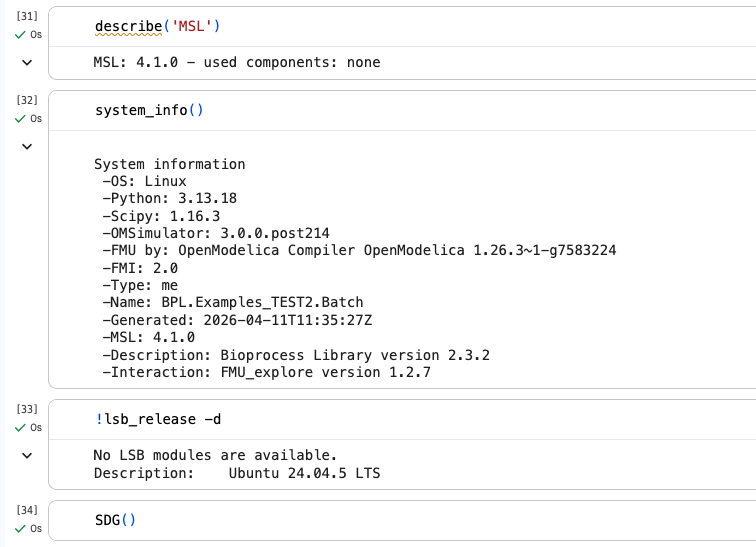 [31]
describe('MSL')
0s
MSL: 4.1.0 – used components: none
[32]
system_info()
0s
System information
–OS: Linux
–Python: 3.13.18
–Scipy: 1.16.3
–OMSimulator: 3.0.0.post214
–FMU by: OpenModelica Compiler OpenModelica 1.26.3~1-g7583224
–FMI: 2.0
–Type: me
–Name: BPL.Examples_TEST2.Batch
–Generated: 2026-04-11T11:35:27Z
–MSL: 4.1.0
–Description: Bioprocess Library version 2.3.2
–Interaction: FMU_explore version 1.2.7
[33]
!lsb_release –d
0s
No LSB modules are available.
Description:    Ubuntu 24.04.5 LTS
[34]
SDG()
0s